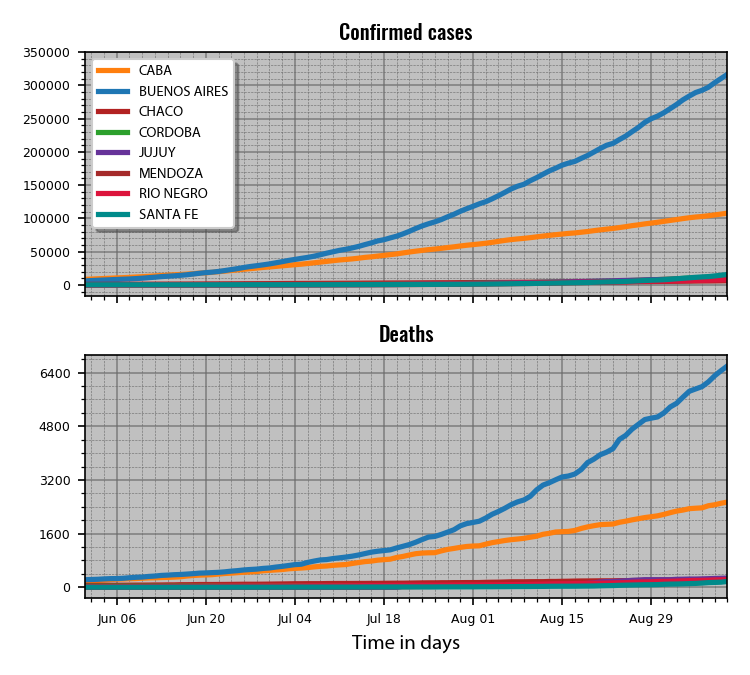 Confirmed cases
350000
300000
250000
200000
150000
100000
50000
0
CABA
BUENOS AIRES
CHACO
CORDOBA
JUJUY
MENDOZA
RIO NEGRO
SANTA FE
Deaths
6400
4800
3200
1600
0
Jun 06
Jun 20
Jul 04
Jul 18
Aug 01
Aug 15
Aug 29
Time in days